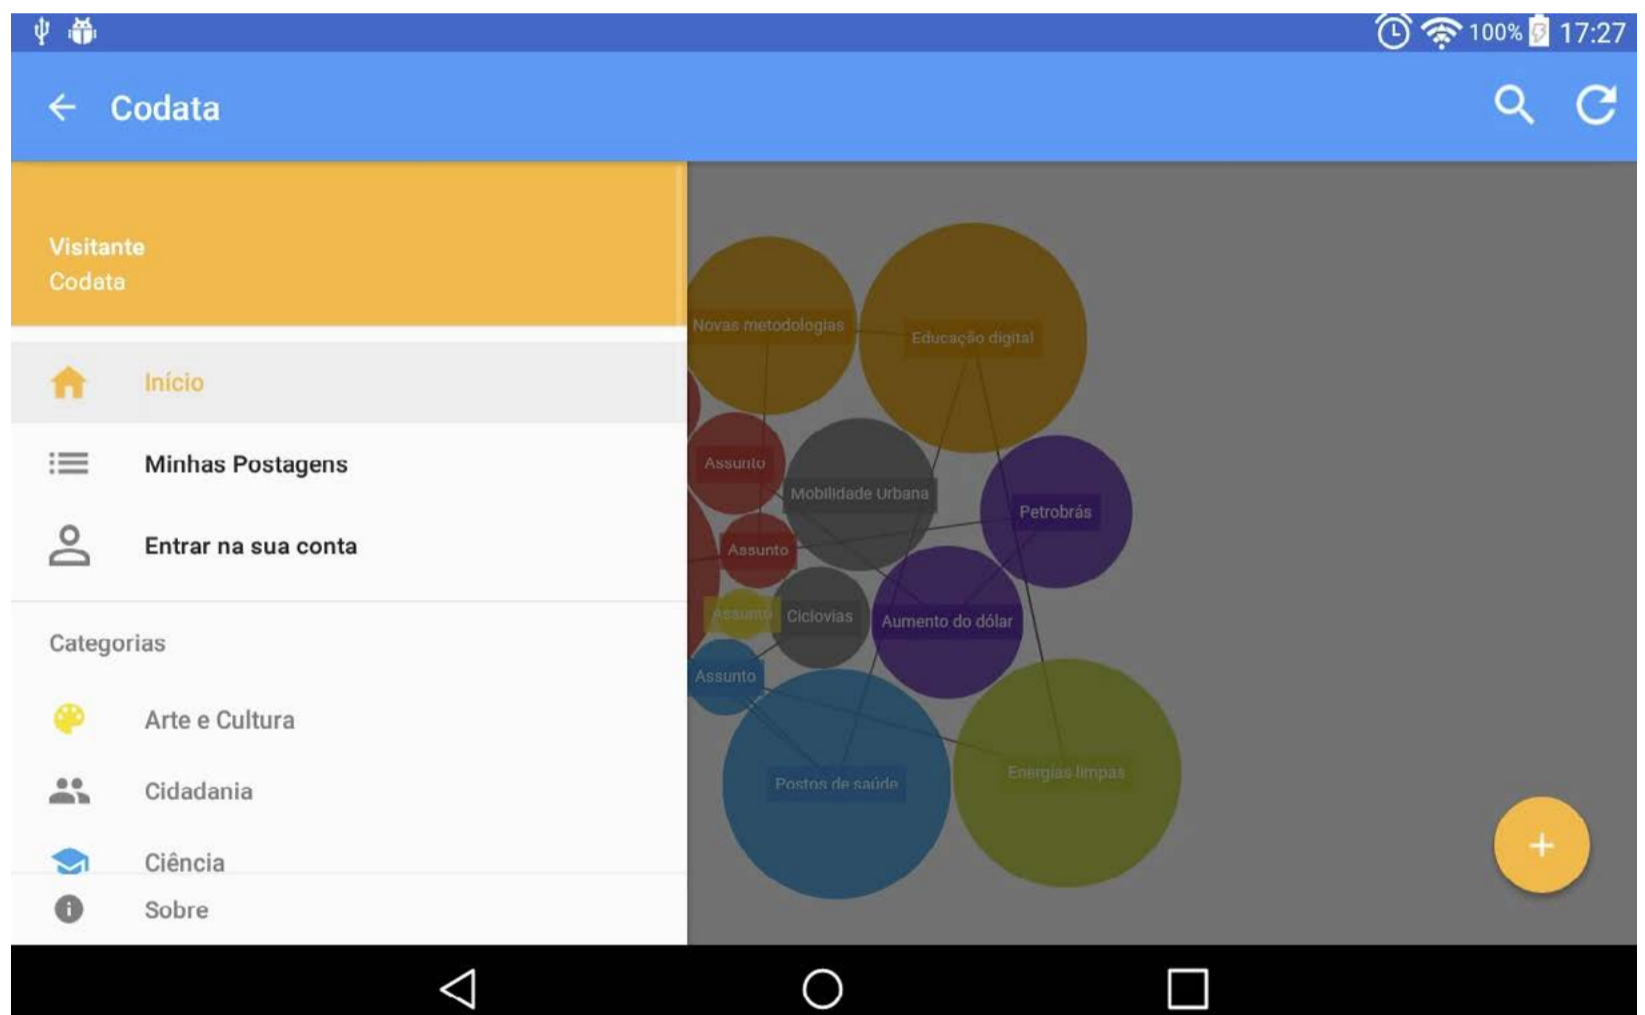 100% 17:27
Codata
Visitante
Codata
Início
Minhas Postagens
Entrar na sua conta
Categorias
Arte e Cultura
Cidadania
Ciência
Sobre
Novas metodologias
Educação digital
Assunto
Mobilidade Urbana
Petrobrás
Assunto
Assunto
Ciclovias
Aumento do dólar
Assunto
Postos de saúde
Energias limpas